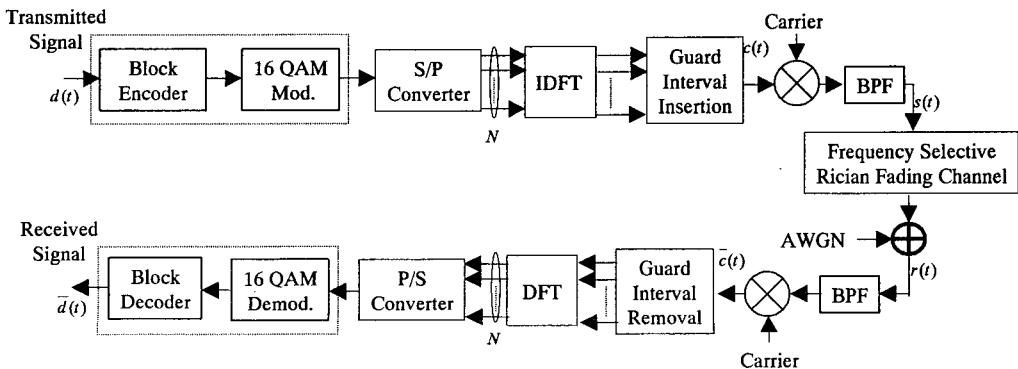 Transmitted
Signal
d(t)
Block
Encoder
16 QAM
Mod.
S/P
Converter
N
IDFT
Guard
Interval
Insertion
c(t)
Carrier
BPF
s(t)
Frequency Selective
Rician Fading Channel
AWGN
r(t)
BPF
Carrier
c̅(t)
Guard
Interval
Removal
DFT
N
P/S
Converter
16 QAM
Demod.
Block
Decoder
Received
Signal
d̅(t)